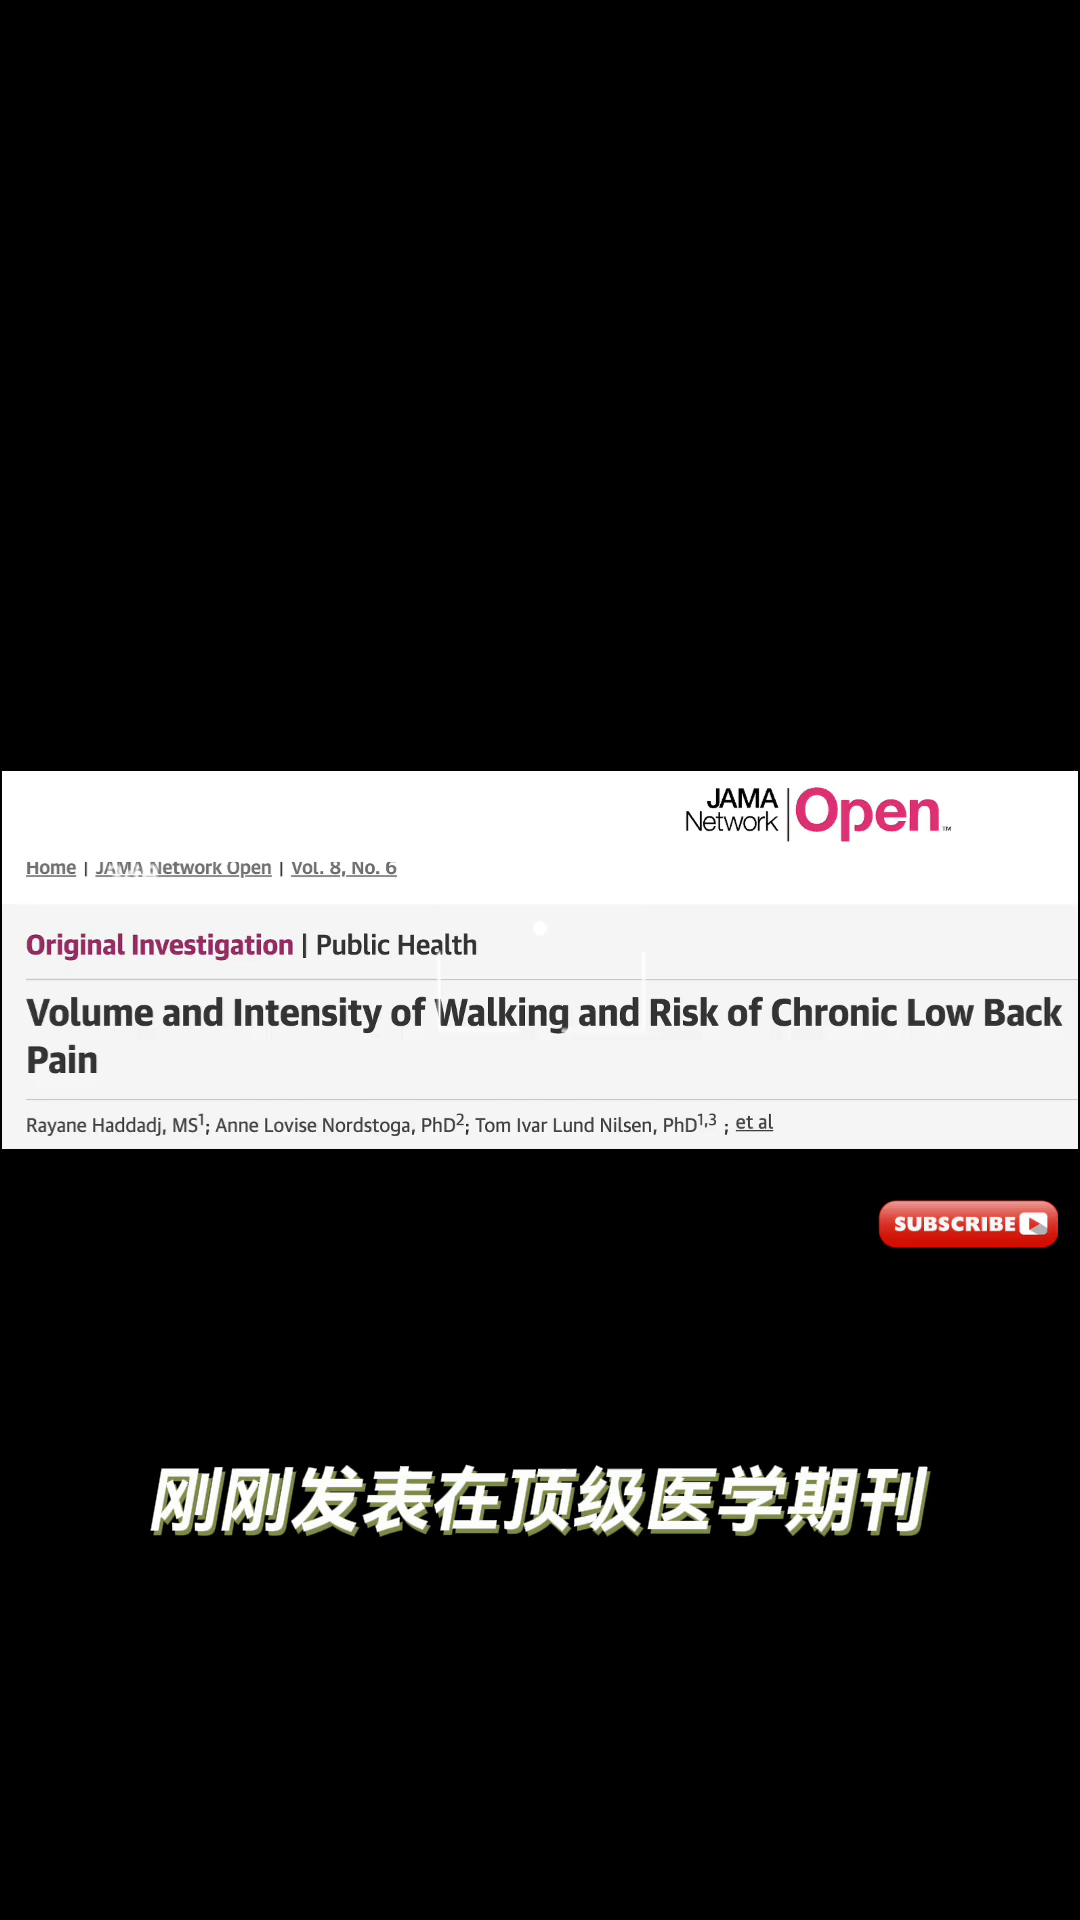 JAMA
Network
Open™
Home | JAMA Network Open | Vol. 8, No. 6
Original Investigation | Public Health
Volume and Intensity of Walking and Risk of Chronic Low Back
Pain
Rayane Haddadj, MS1; Anne Lovise Nordstoga, PhD2; Tom Ivar Lund Nilsen, PhD1,3 ; et al
SUBSCRIBE
刚刚发表在顶级医学期刊